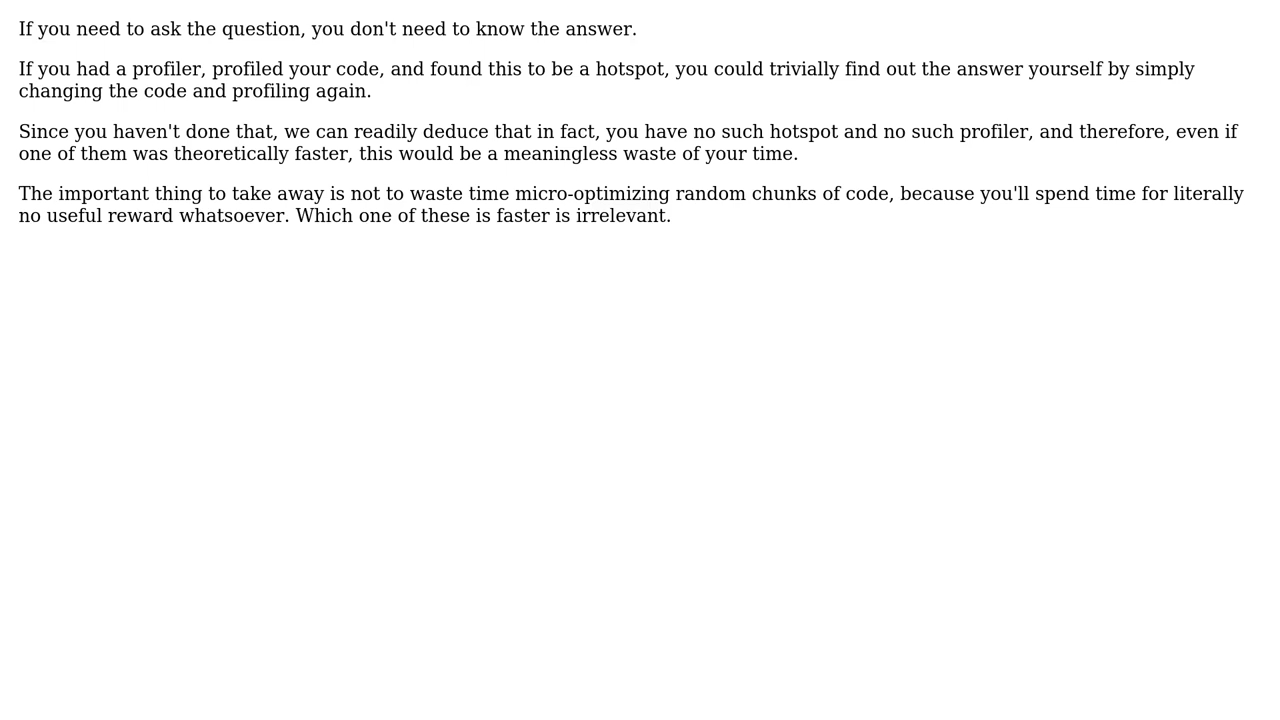 If you need to ask the question, you don't need to know the answer.
If you had a profiler, profiled your code, and found this to be a hotspot, you could trivially find out the answer yourself by simply
changing the code and profiling again.
Since you haven't done that, we can readily deduce that in fact, you have no such hotspot and no such profiler, and therefore, even if
one of them was theoretically faster, this would be a meaningless waste of your time.
The important thing to take away is not to waste time micro-optimizing random chunks of code, because you'll spend time for literally
no useful reward whatsoever. Which one of these is faster is irrelevant.